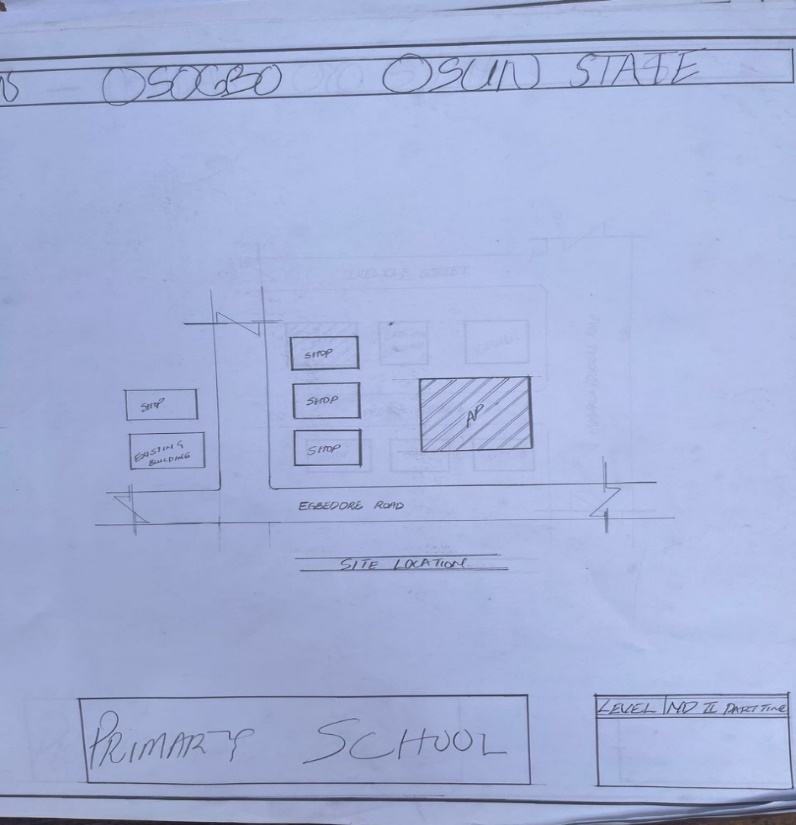 OSOGBO OSUN STATE
SHOP
SHOP
SHOP
SHOP
AP
EXISTING
BUILDING
EGBEDORE ROAD
SITE LOCATION
PRIMARY SCHOOL
LEVEL ND II PART TIME